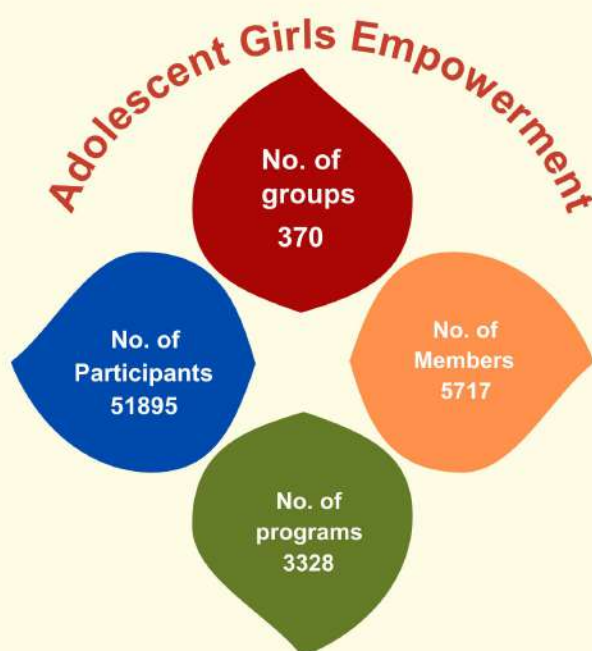 Adolescent Girls Empowerment
No. of
groups
370
No. of
Participants
51895
No. of
Members
5717
No. of
programs
3328